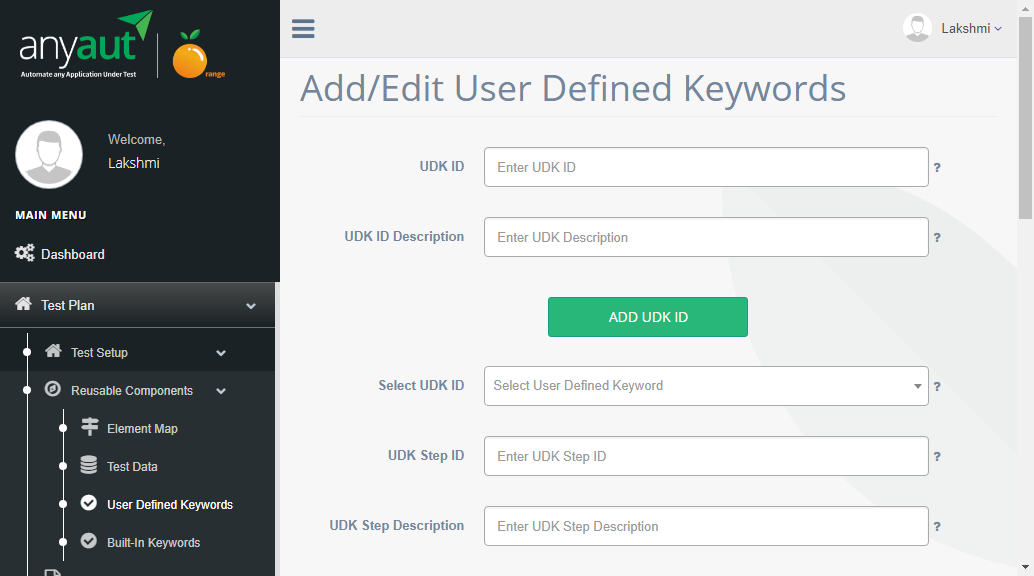 anyaut
Automate any Application Under Test
range
Lakshmi
Welcome,
Lakshmi
MAIN MENU
Dashboard
Test Plan
Test Setup
Reusable Components
Element Map
Test Data
User Defined Keywords
Built-In Keywords
Add/Edit User Defined Keywords
UDK ID
Enter UDK ID
?
UDK ID Description
Enter UDK Description
?
ADD UDK ID
Select UDK ID
Select User Defined Keyword
?
UDK Step ID
Enter UDK Step ID
?
UDK Step Description
Enter UDK Step Description
?